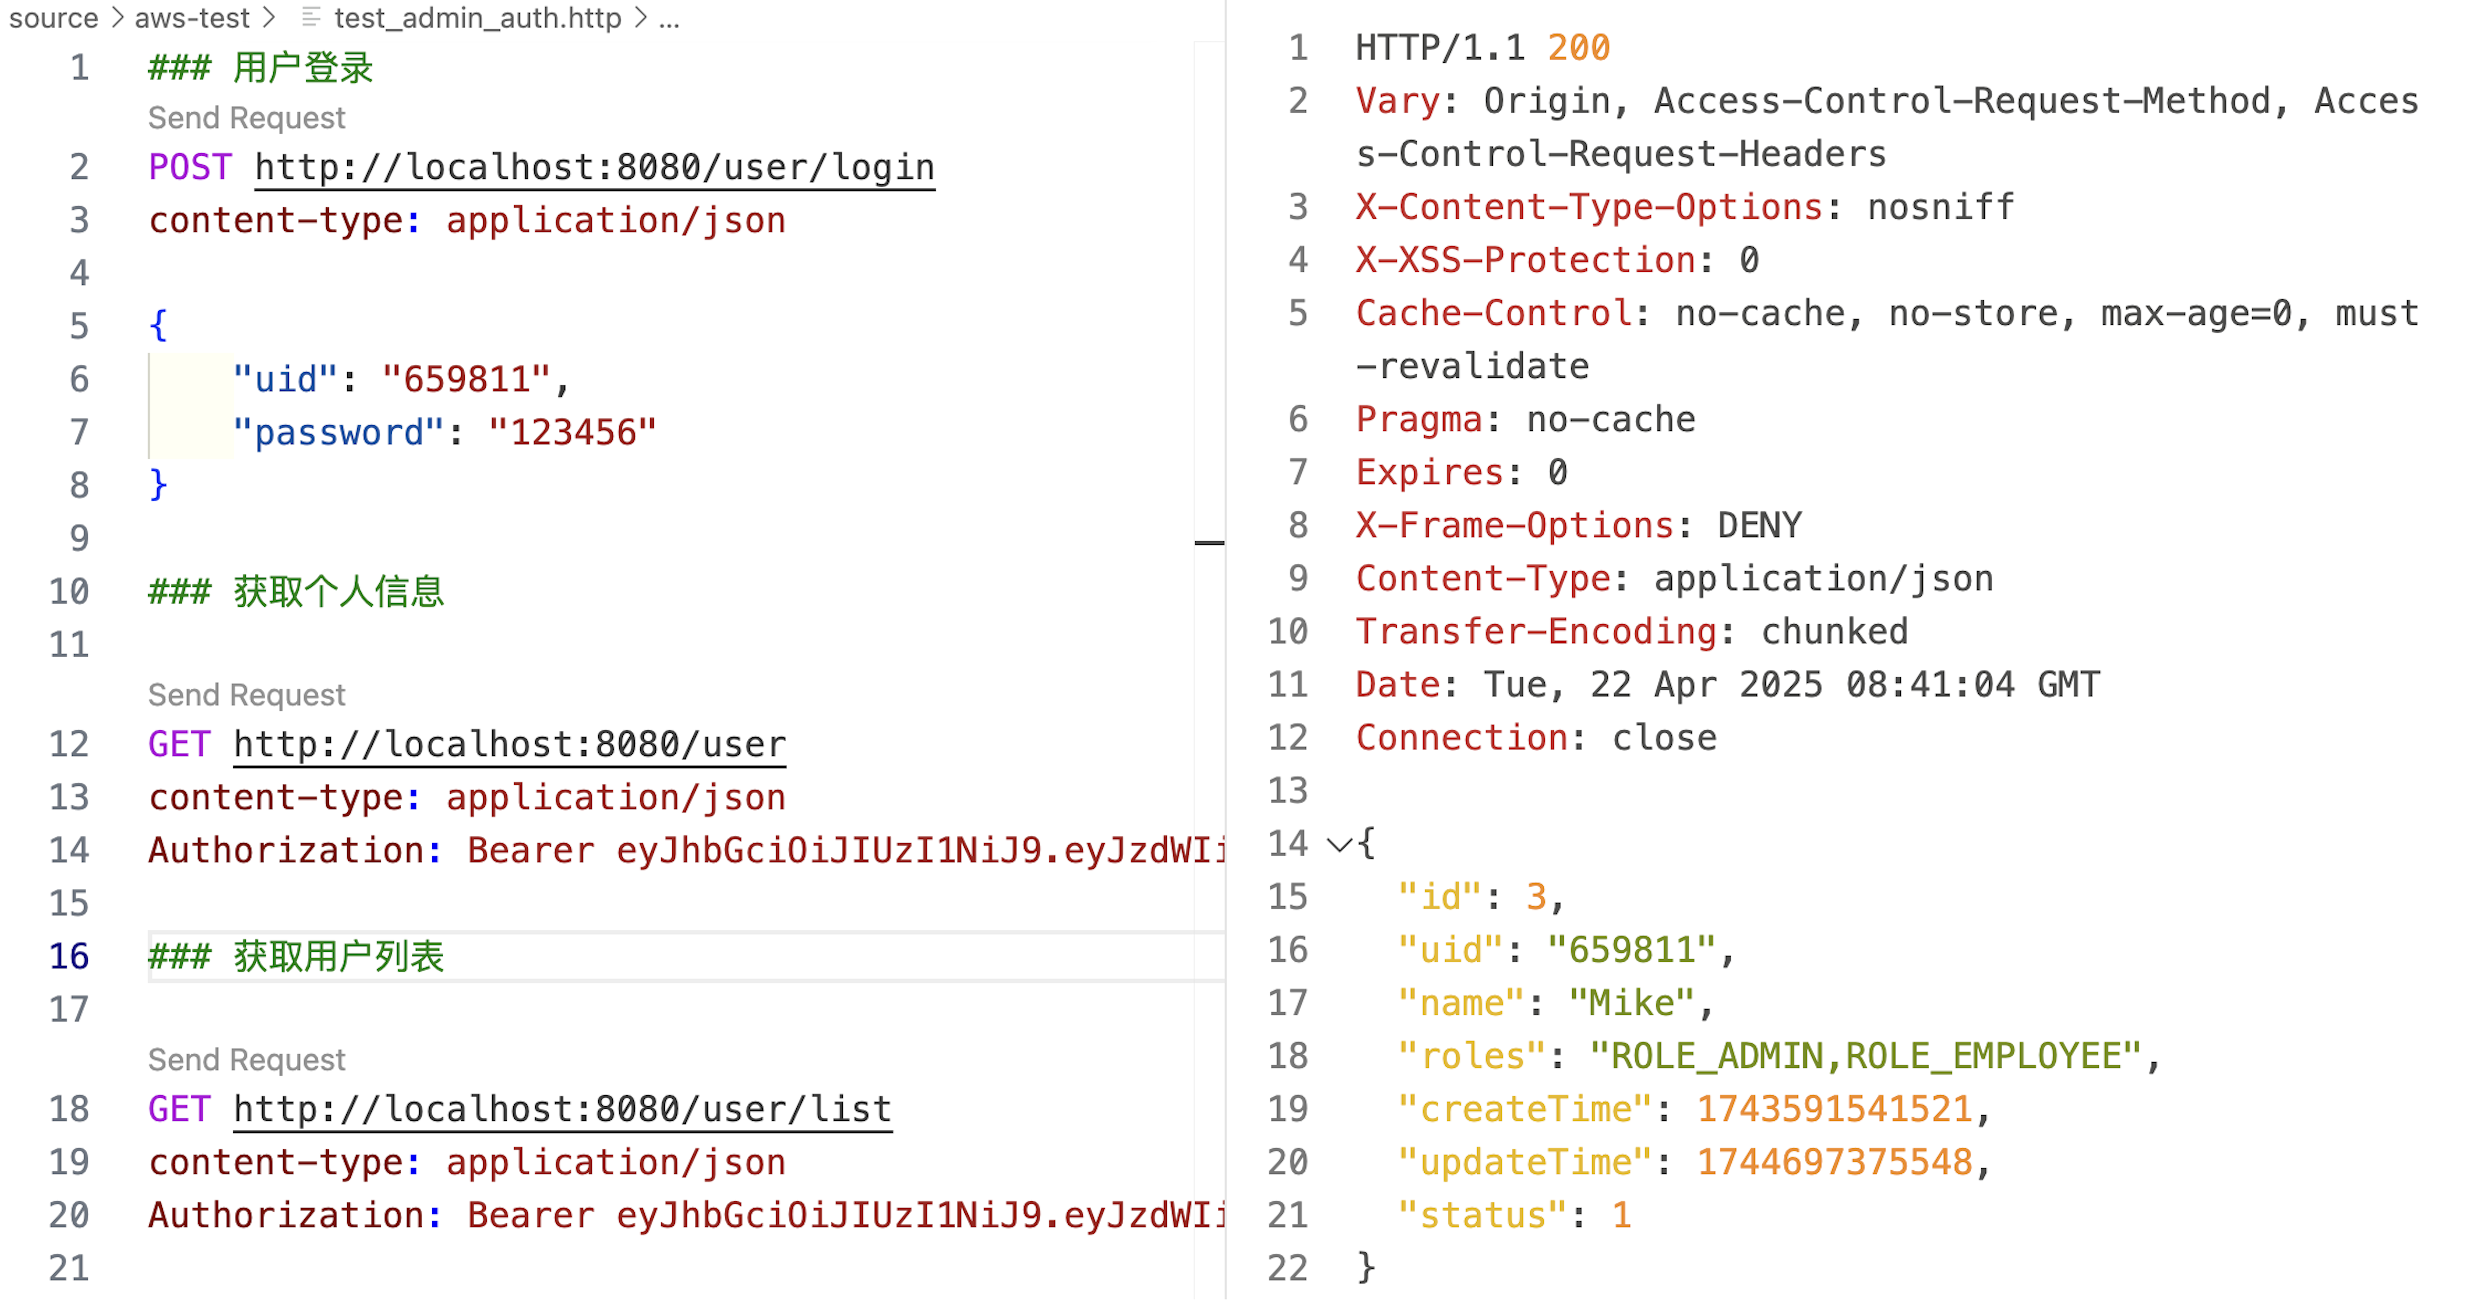 source > aws-test > test_admin_auth.http > ...
1 ### 用户登录
Send Request
2 POST http://localhost:8080/user/login
3 content-type: application/json
4
5 {
6 "uid": "659811",
7 "password": "123456"
8 }
9
10 ### 获取个人信息
11
Send Request
12 GET http://localhost:8080/user
13 content-type: application/json
14 Authorization: Bearer eyJhbGciOiJIUzI1NiJ9.eyJzdWIi
15
16 ### 获取用户列表
17
Send Request
18 GET http://localhost:8080/user/list
19 content-type: application/json
20 Authorization: Bearer eyJhbGciOiJIUzI1NiJ9.eyJzdWIi
21
1 HTTP/1.1 200
2 Vary: Origin, Access-Control-Request-Method, Acces
s-Control-Request-Headers
3 X-Content-Type-Options: nosniff
4 X-XSS-Protection: 0
5 Cache-Control: no-cache, no-store, max-age=0, must
-revalidate
6 Pragma: no-cache
7 Expires: 0
8 X-Frame-Options: DENY
9 Content-Type: application/json
10 Transfer-Encoding: chunked
11 Date: Tue, 22 Apr 2025 08:41:04 GMT
12 Connection: close
13
14 {
15 "id": 3,
16 "uid": "659811",
17 "name": "Mike",
18 "roles": "ROLE_ADMIN,ROLE_EMPLOYEE",
19 "createTime": 1743591541521,
20 "updateTime": 1744697375548,
21 "status": 1
22 }